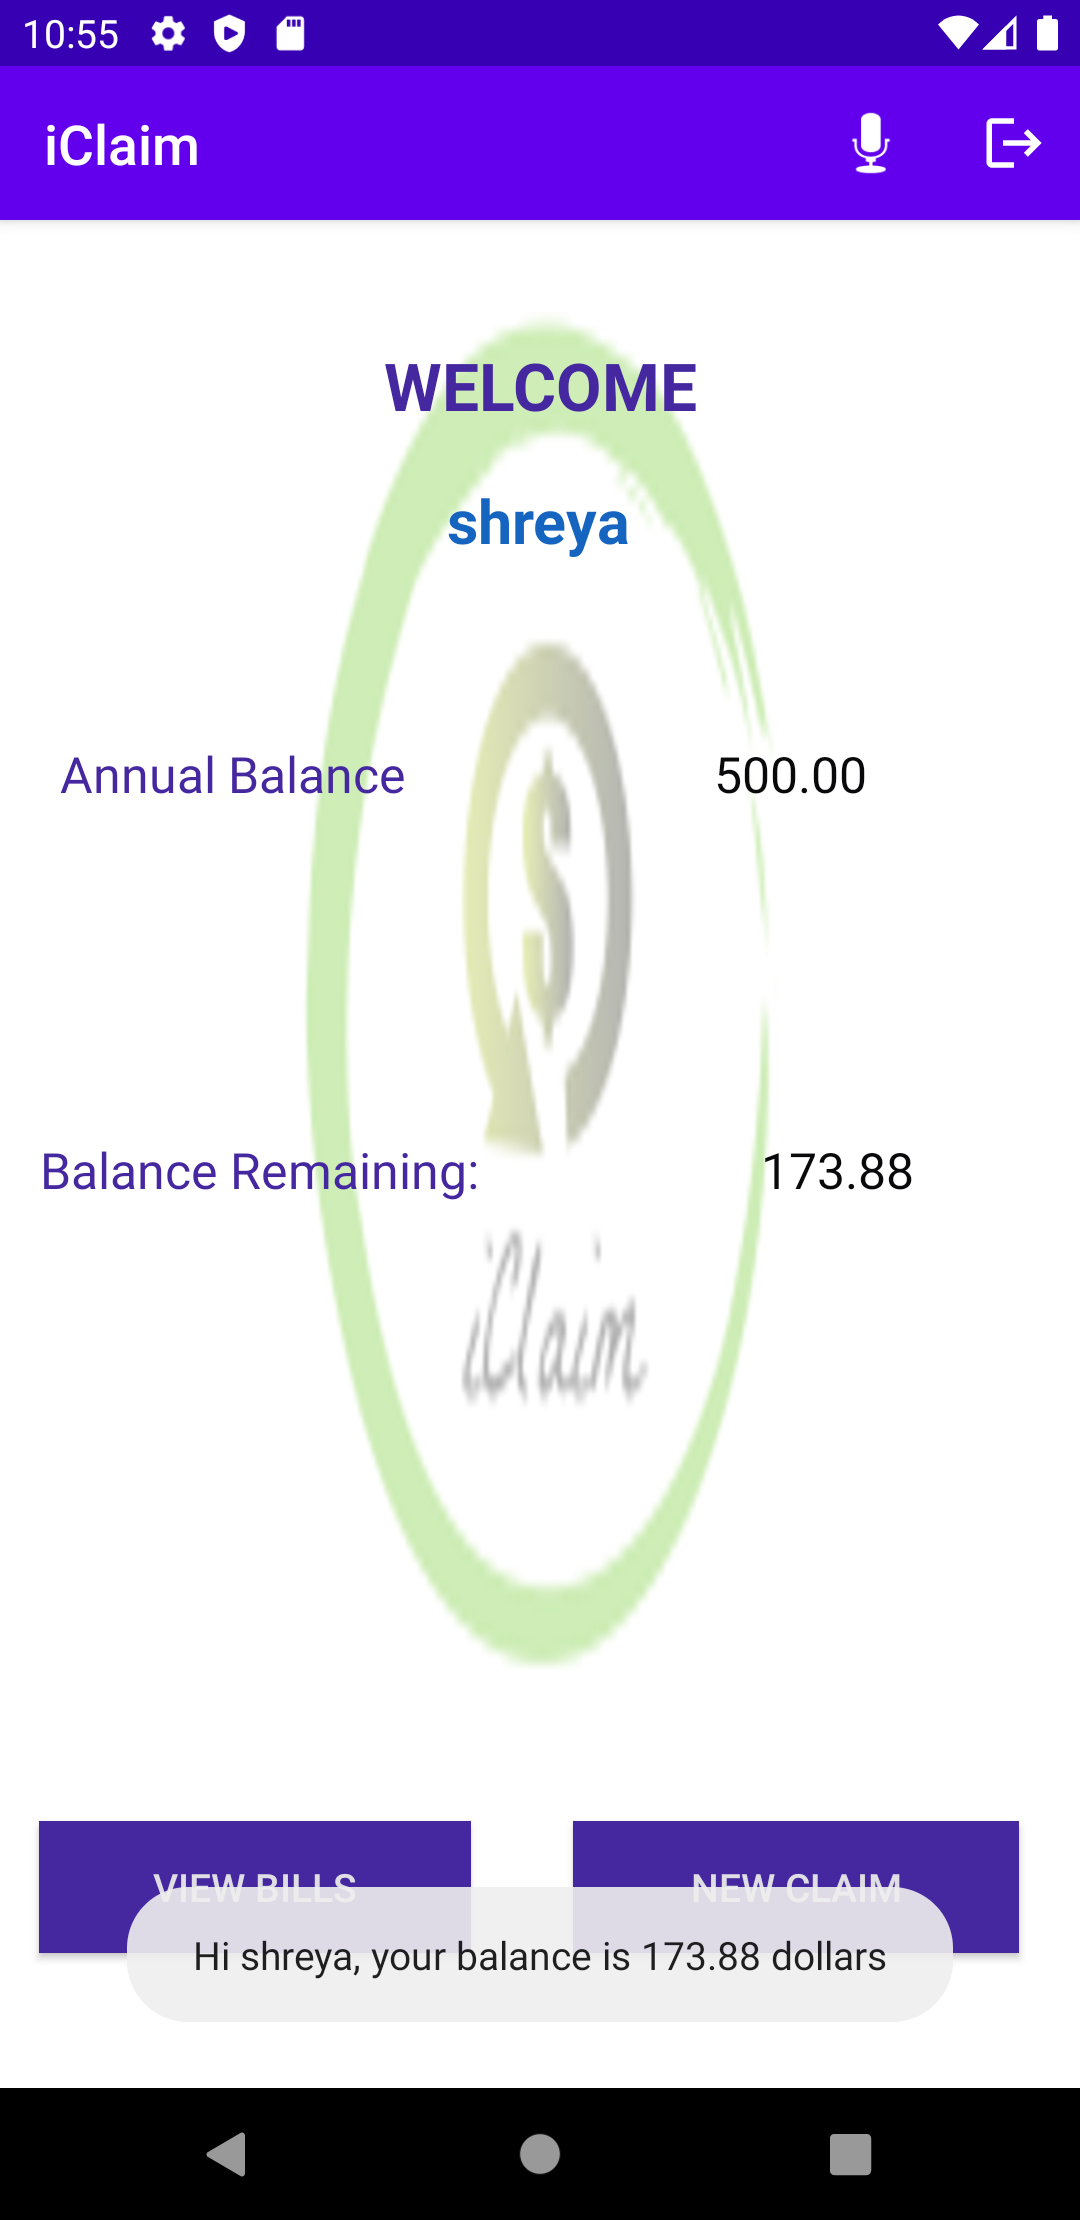 10:55
iClaim
WELCOME
shreya
Annual Balance 500.00
Balance Remaining: 173.88
iClaim
VIEW BILLS NEW CLAIM
Hi shreya, your balance is 173.88 dollars